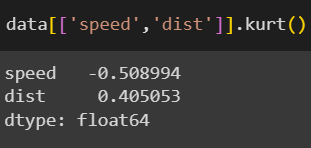 data[['speed','dist']].kurt()
speed   -0.508994
dist     0.405053
dtype: float64